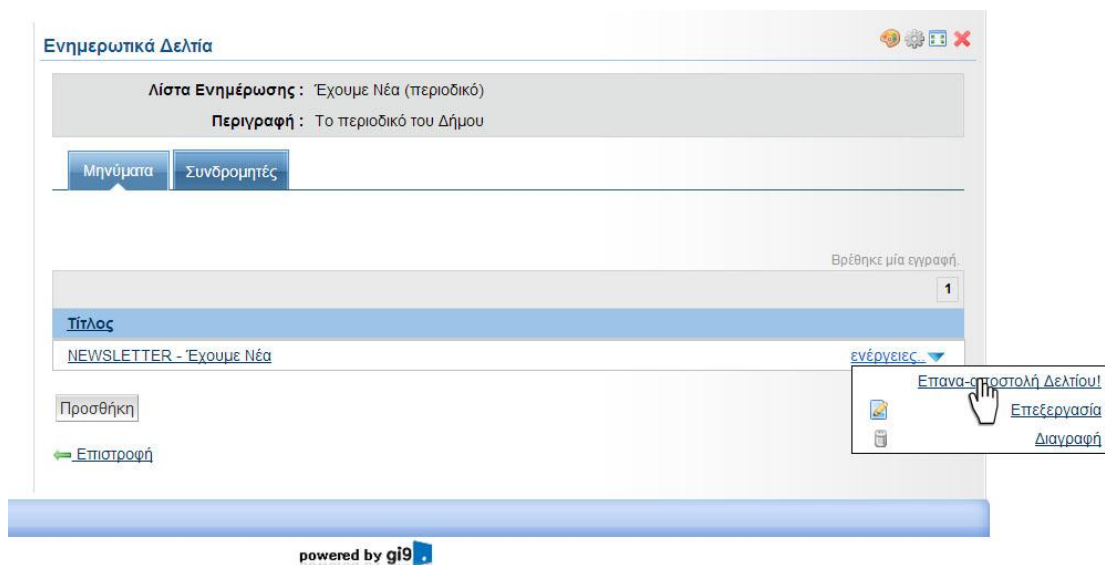 Ενημερωτικά Δελτία
Λίστα Ενημέρωσης : Έχουμε Νέα (περιοδικό)
Περιγραφή : Το περιοδικό του Δήμου
Μηνύματα Συνδρομητές
Βρέθηκε μία εγγραφή.
1
Τίτλος
NEWSLETTER - Έχουμε Νέα ενέργειες..
Επανα-αποστολή Δελτίου!
Επεξεργασία
Διαγραφή
Προσθήκη
Επιστροφή
powered by gi9